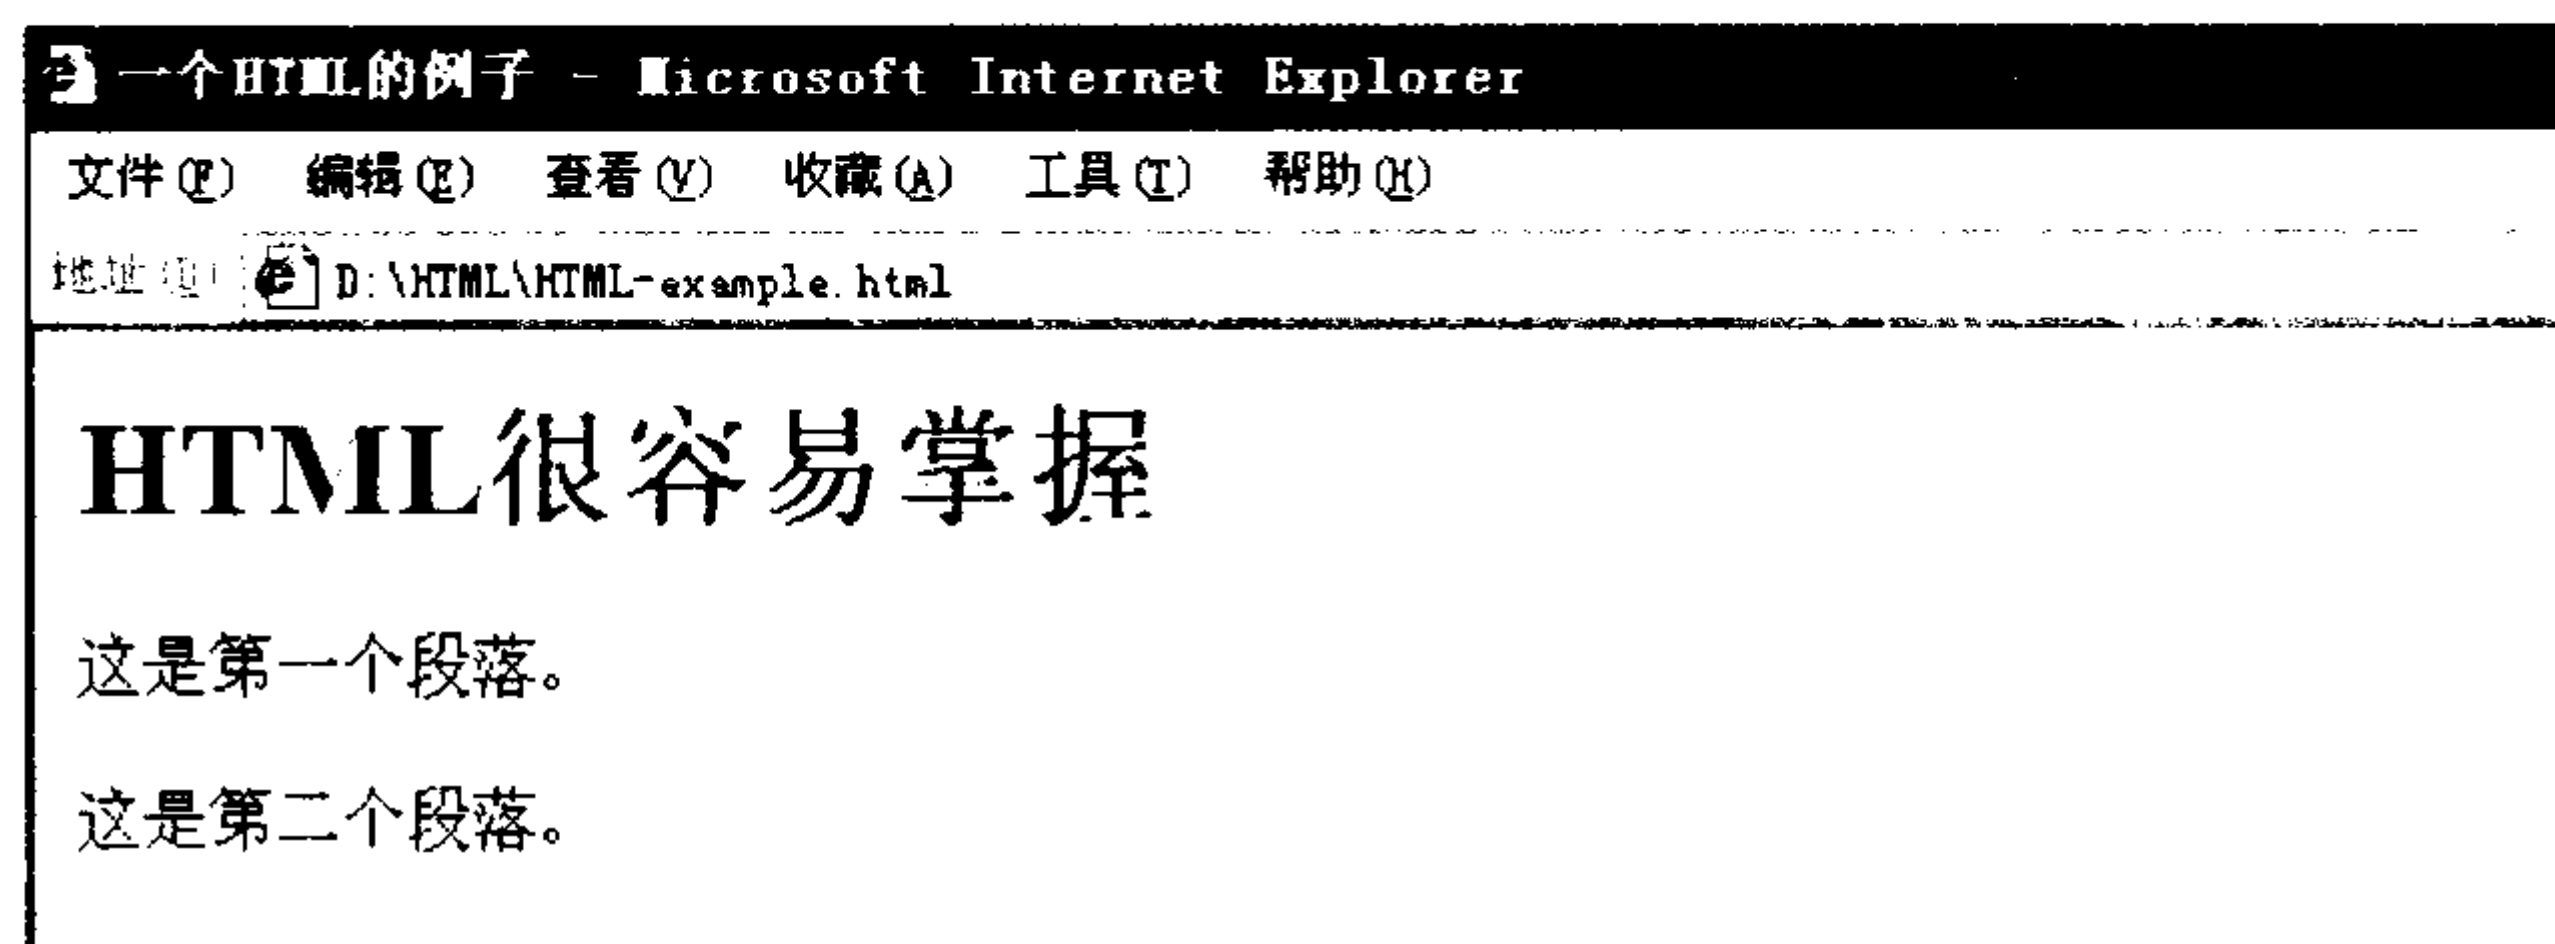 一个HTML的例子 - Microsoft Internet Explorer
文件(F) 编辑(E) 查看(V) 收藏(A) 工具(T) 帮助(H)
地址(D) D:\HTML\HTML-example.html
HTML很容易掌握
这是第一个段落。
这是第二个段落。